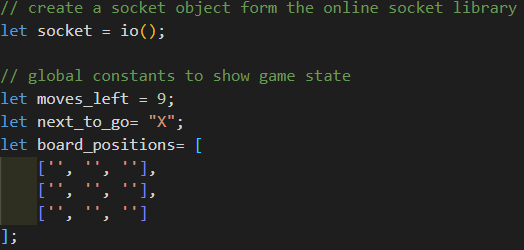 // create a socket object form the online socket library
let socket = io();
// global constants to show game state
let moves_left = 9;
let next_to_go= "X";
let board_positions= [
    ['', '', ''],
    ['', '', ''],
    ['', '', '']
];